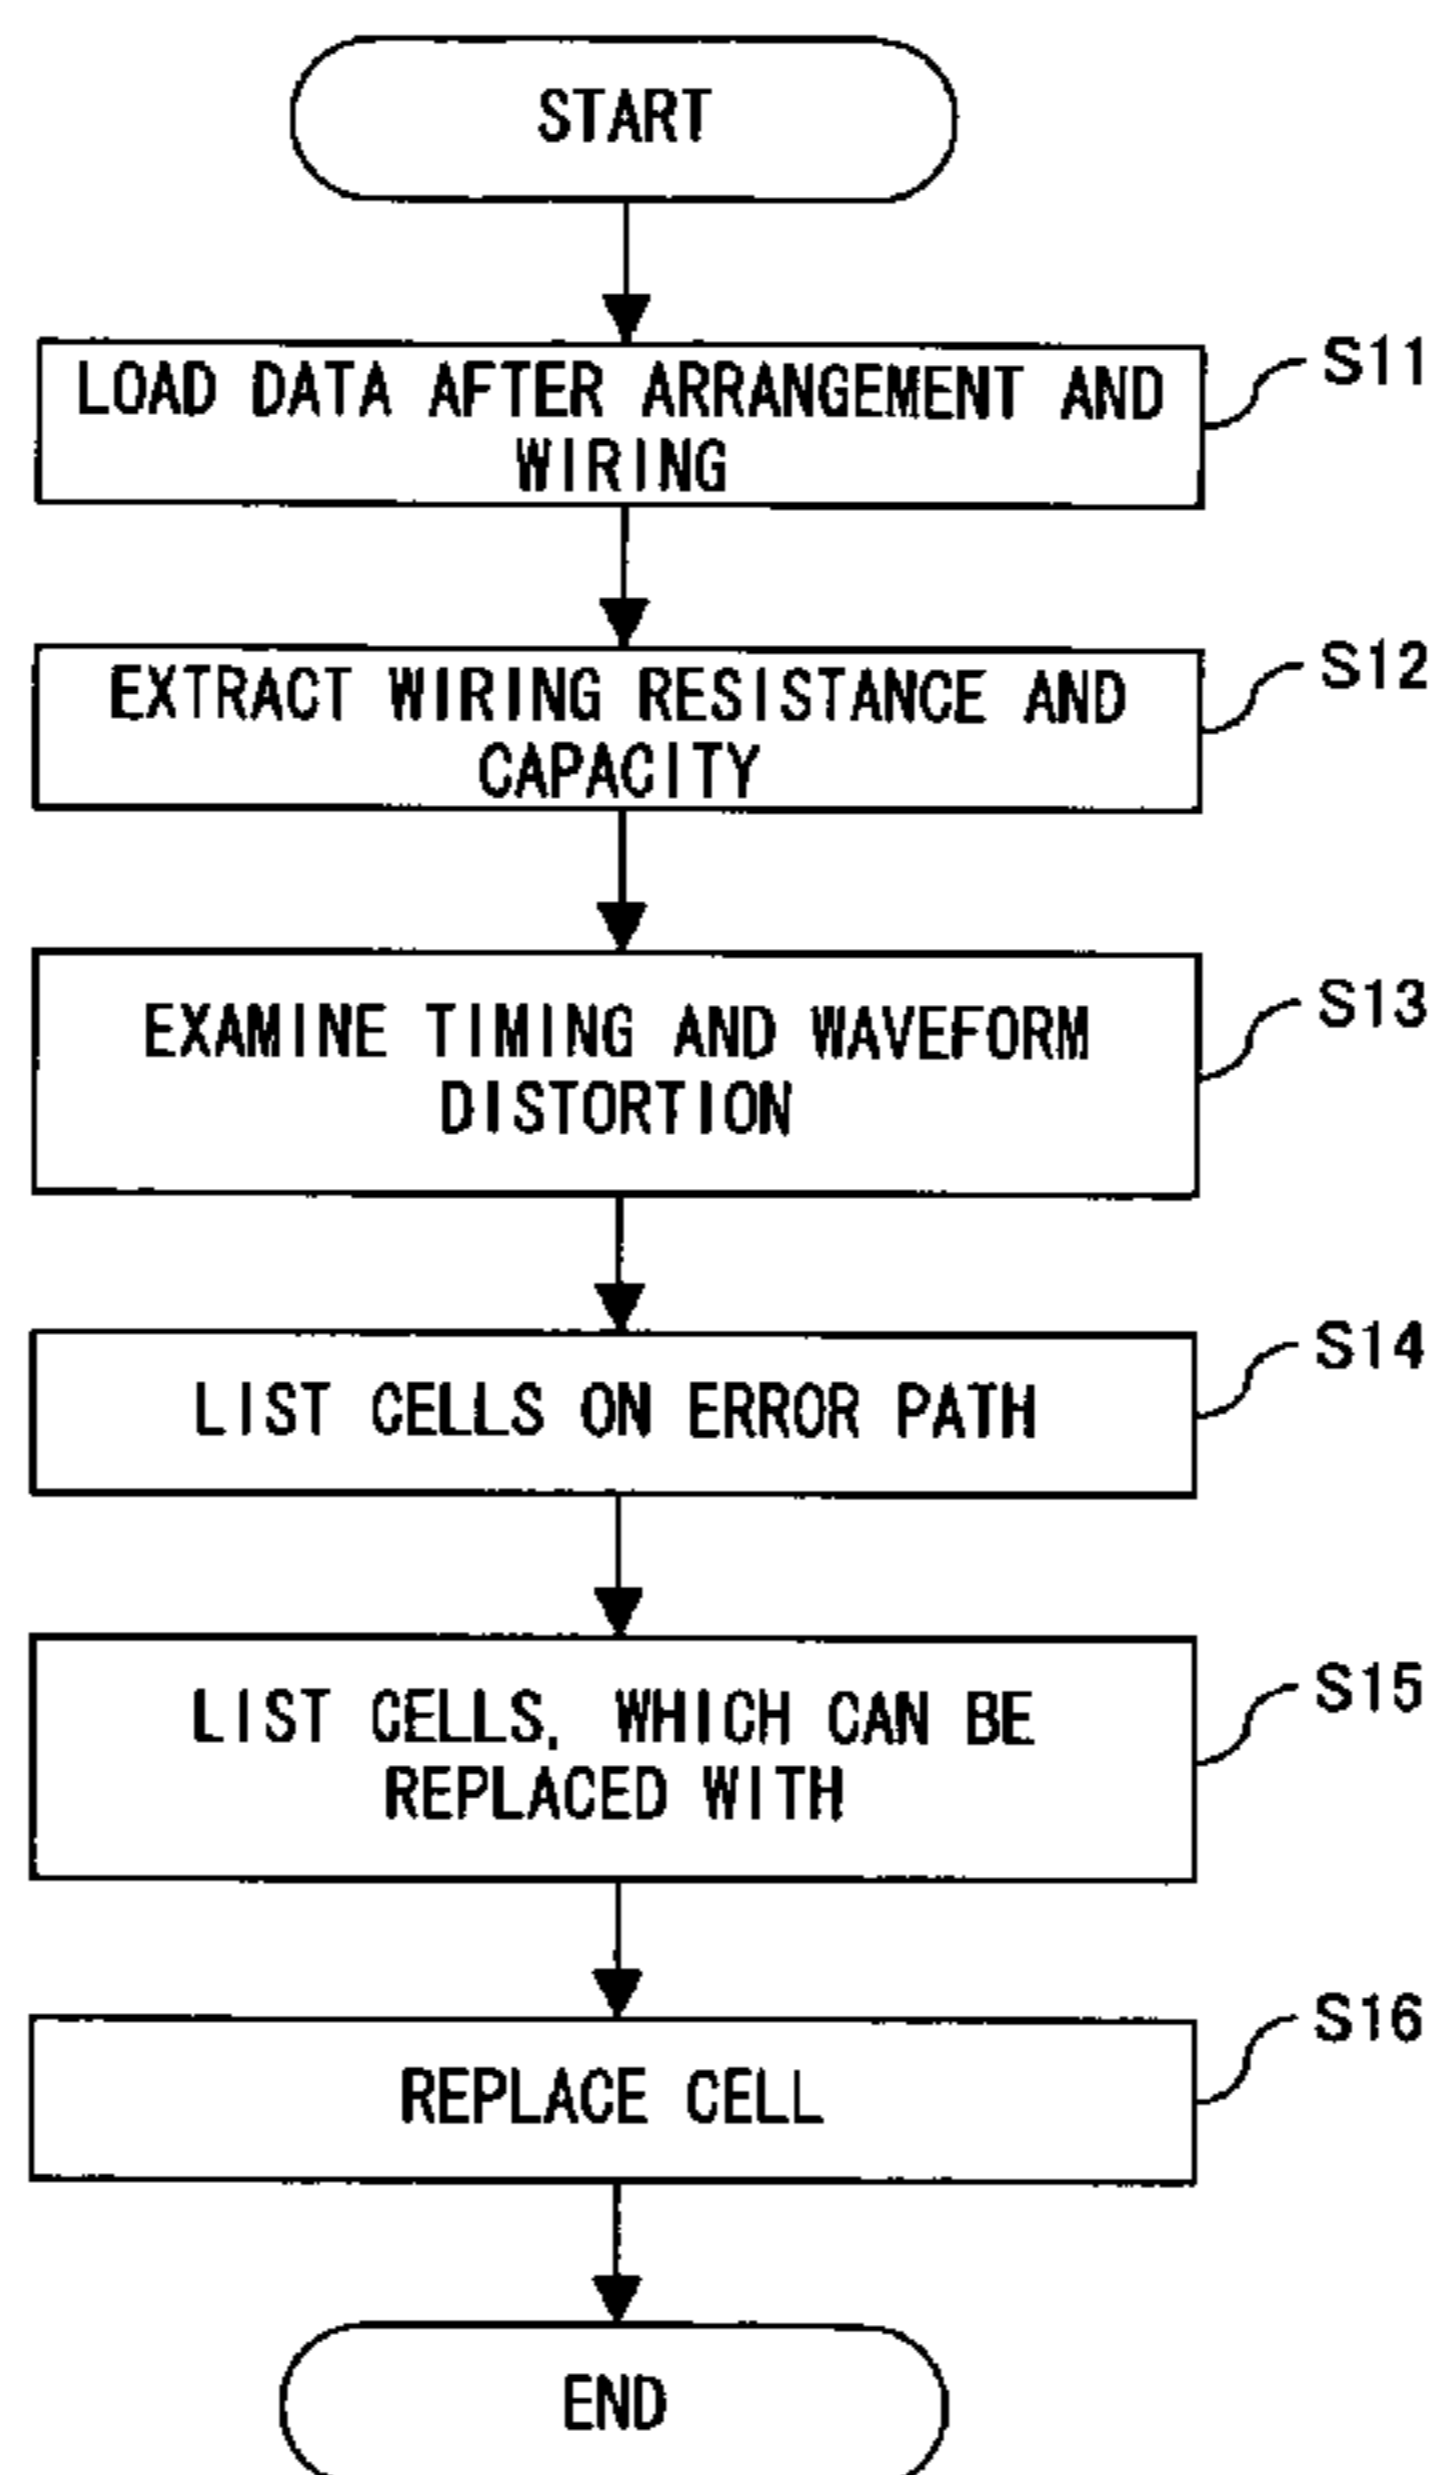 START
LOAD DATA AFTER ARRANGEMENT AND
WIRING
S11
EXTRACT WIRING RESISTANCE AND
CAPACITY
S12
EXAMINE TIMING AND WAVEFORM
DISTORTION
S13
LIST CELLS ON ERROR PATH
S14
LIST CELLS, WHICH CAN BE
REPLACED WITH
S15
REPLACE CELL
S16
END